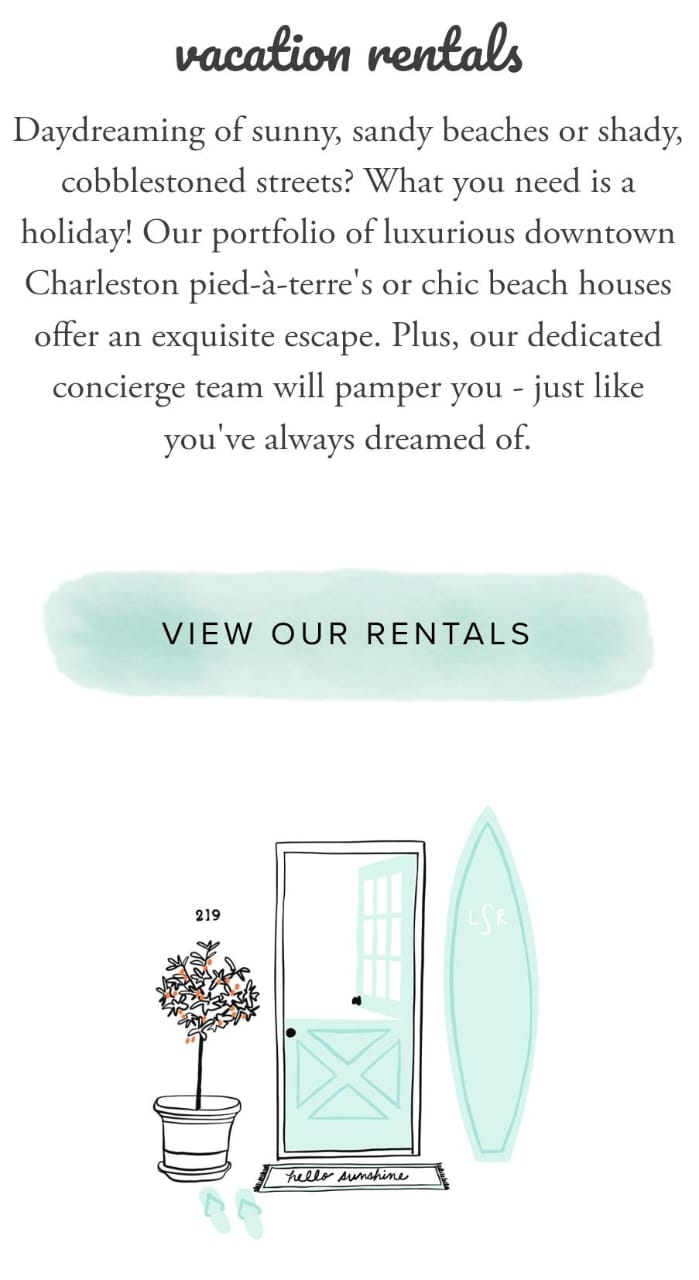 vacation rentals
Daydreaming of sunny, sandy beaches or shady,
cobblestoned streets? What you need is a
holiday! Our portfolio of luxurious downtown
Charleston pied-à-terre's or chic beach houses
offer an exquisite escape. Plus, our dedicated
concierge team will pamper you - just like
you've always dreamed of.
VIEW OUR RENTALS
219
LSR
hello sunshine